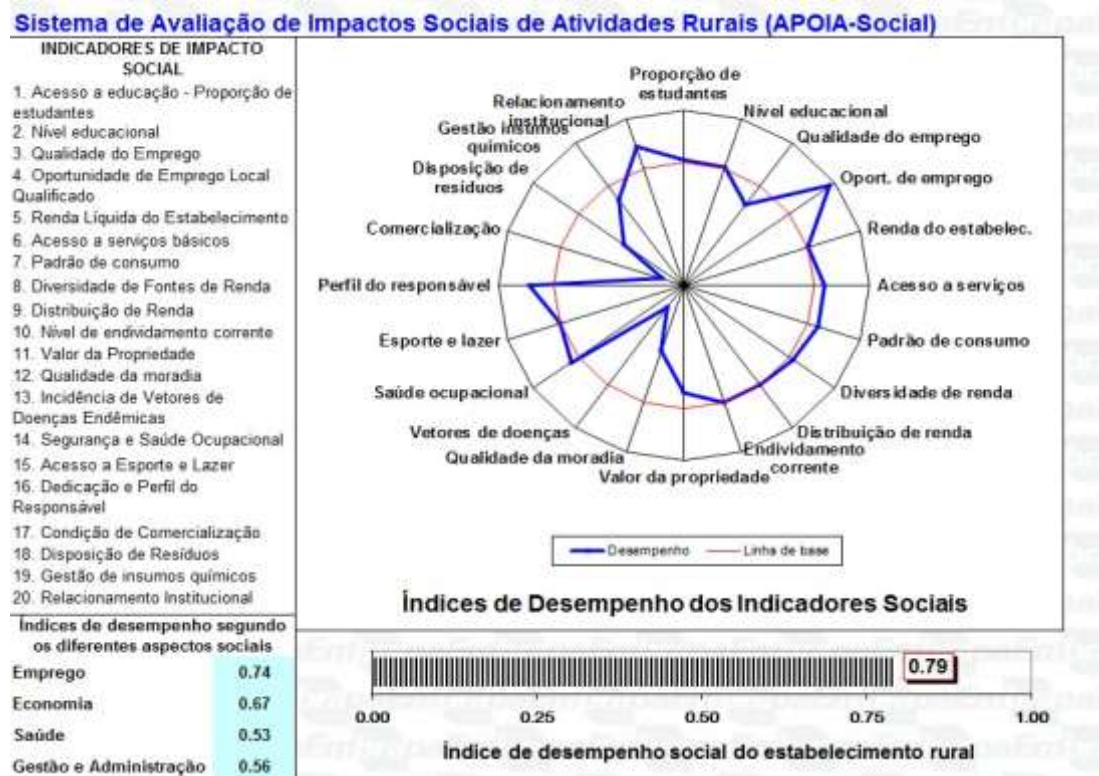 Sistema de Avaliação de Impactos Sociais de Atividades Rurais (APOIA-Social)
INDICADORES DE IMPACTO
SOCIAL
1. Acesso a educação - Proporção de
estudantes
2. Nível educacional
3. Qualidade do Emprego
4. Oportunidade de Emprego Local
Qualificado
5. Renda Líquida do Estabelecimento
6. Acesso a serviços básicos
7. Padrão de consumo
8. Diversidade de Fontes de Renda
9. Distribuição de Renda
10. Nível de endividamento corrente
11. Valor da Propriedade
12. Qualidade da moradia
13. Incidência de Vetores de
Doenças Endêmicas
14. Segurança e Saúde Ocupacional
15. Acesso a Esporte e Lazer
16. Dedicação e Perfil do
Responsável
17. Condição de Comercialização
18. Disposição de Resíduos
19. Gestão de insumos químicos
20. Relacionamento Institucional
Índices de desempenho segundo
os diferentes aspectos sociais
Emprego 0.74
Economia 0.67
Saúde 0.53
Gestão e Administração 0.56
Proporção de
estudantes
Nível educacional
Qualidade do emprego
Oport. de emprego
Renda do estabelec.
Acesso a serviços
Padrão de consumo
Diversidade de renda
Distribuição de renda
Endividamento
corrente
Valor da propriedade
Qualidade da moradia
Vetores de doenças
Saúde ocupacional
Esporte e lazer
Perfil do responsável
Comercialização
Disposição de
resíduos
Gestão insumos
químicos
Relacionamento
institucional
Desempenho
Linha de base
Índices de Desempenho dos Indicadores Sociais
0.79
0.00 0.25 0.50 0.75 1.00
Índice de desempenho social do estabelecimento rural